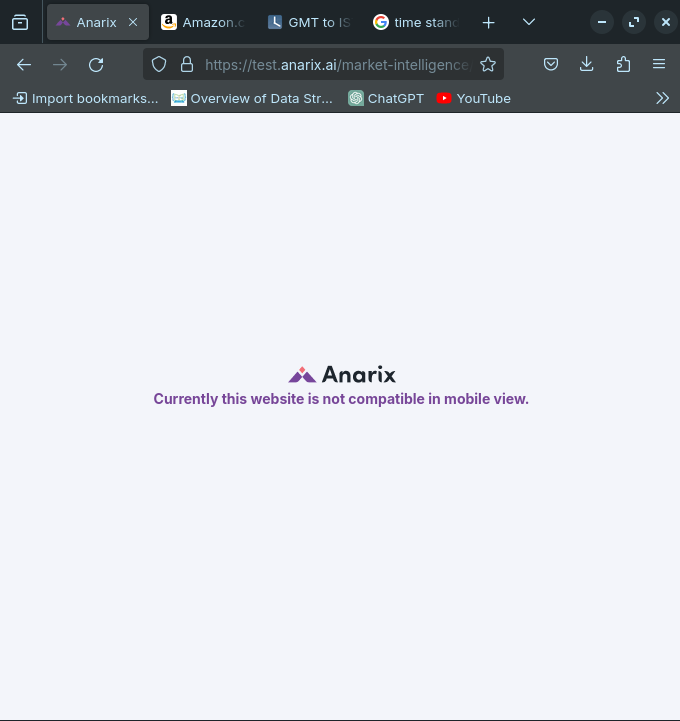 Anarix
Amazon.c
GMT to IS
time stand
https://test.anarix.ai/market-intelligence
Import bookmarks...
Overview of Data Str...
ChatGPT
YouTube
Anarix
Currently this website is not compatible in mobile view.